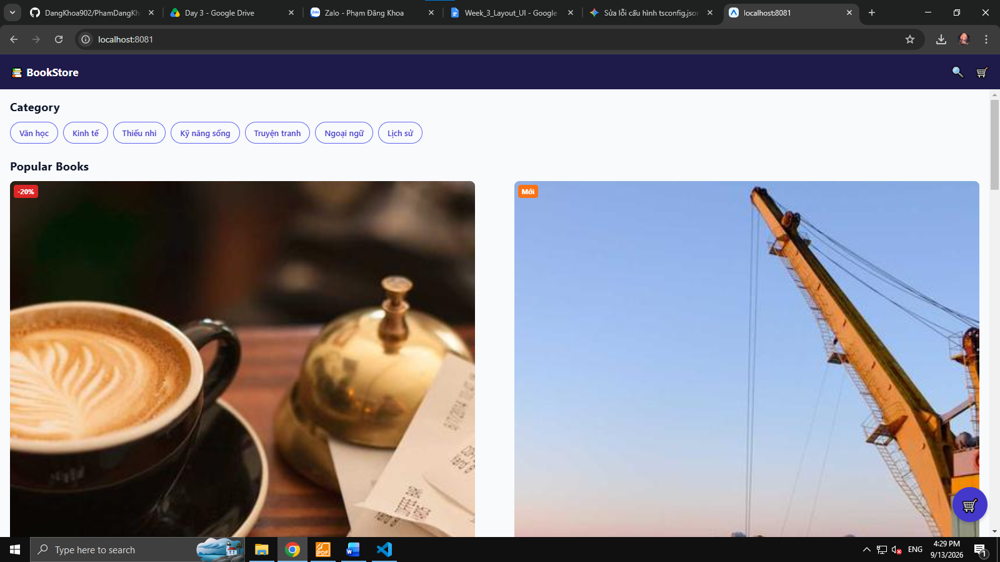 DangKhoa902/PhamDangKh
Day 3 - Google Drive
Zalo - Phạm Đăng Khoa
Week_3_Layout_UI - Google
Sửa lỗi cấu hình tsconfig.json
localhost:8081
localhost:8081
BookStore
Category
Văn học
Kinh tế
Thiếu nhi
Kỹ năng sống
Truyện tranh
Ngoại ngữ
Lịch sử
Popular Books
-20%
Mới
Type here to search
ENG
4:29 PM
9/13/2026
1